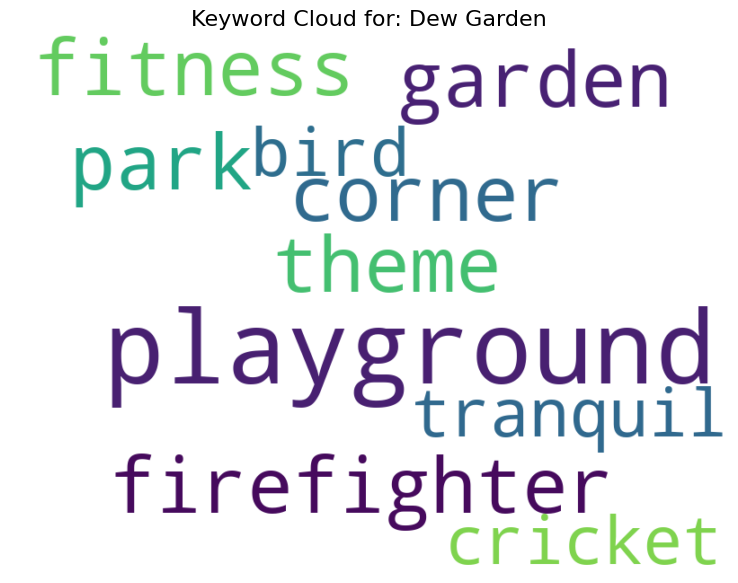 Keyword Cloud for: Dew Garden
fitness
garden
park
bird
corner
theme
playground
tranquil
firefighter
cricket